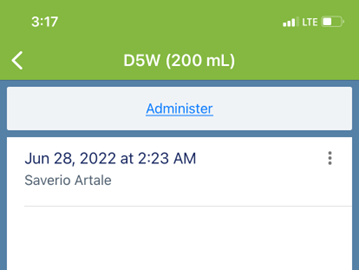 3:17
LTE
D5W (200 mL)
Administer
Jun 28, 2022 at 2:23 AM
Saverio Artale